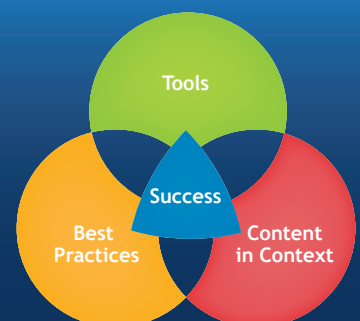 Tools
Success
Best
Practices
Content
in Context